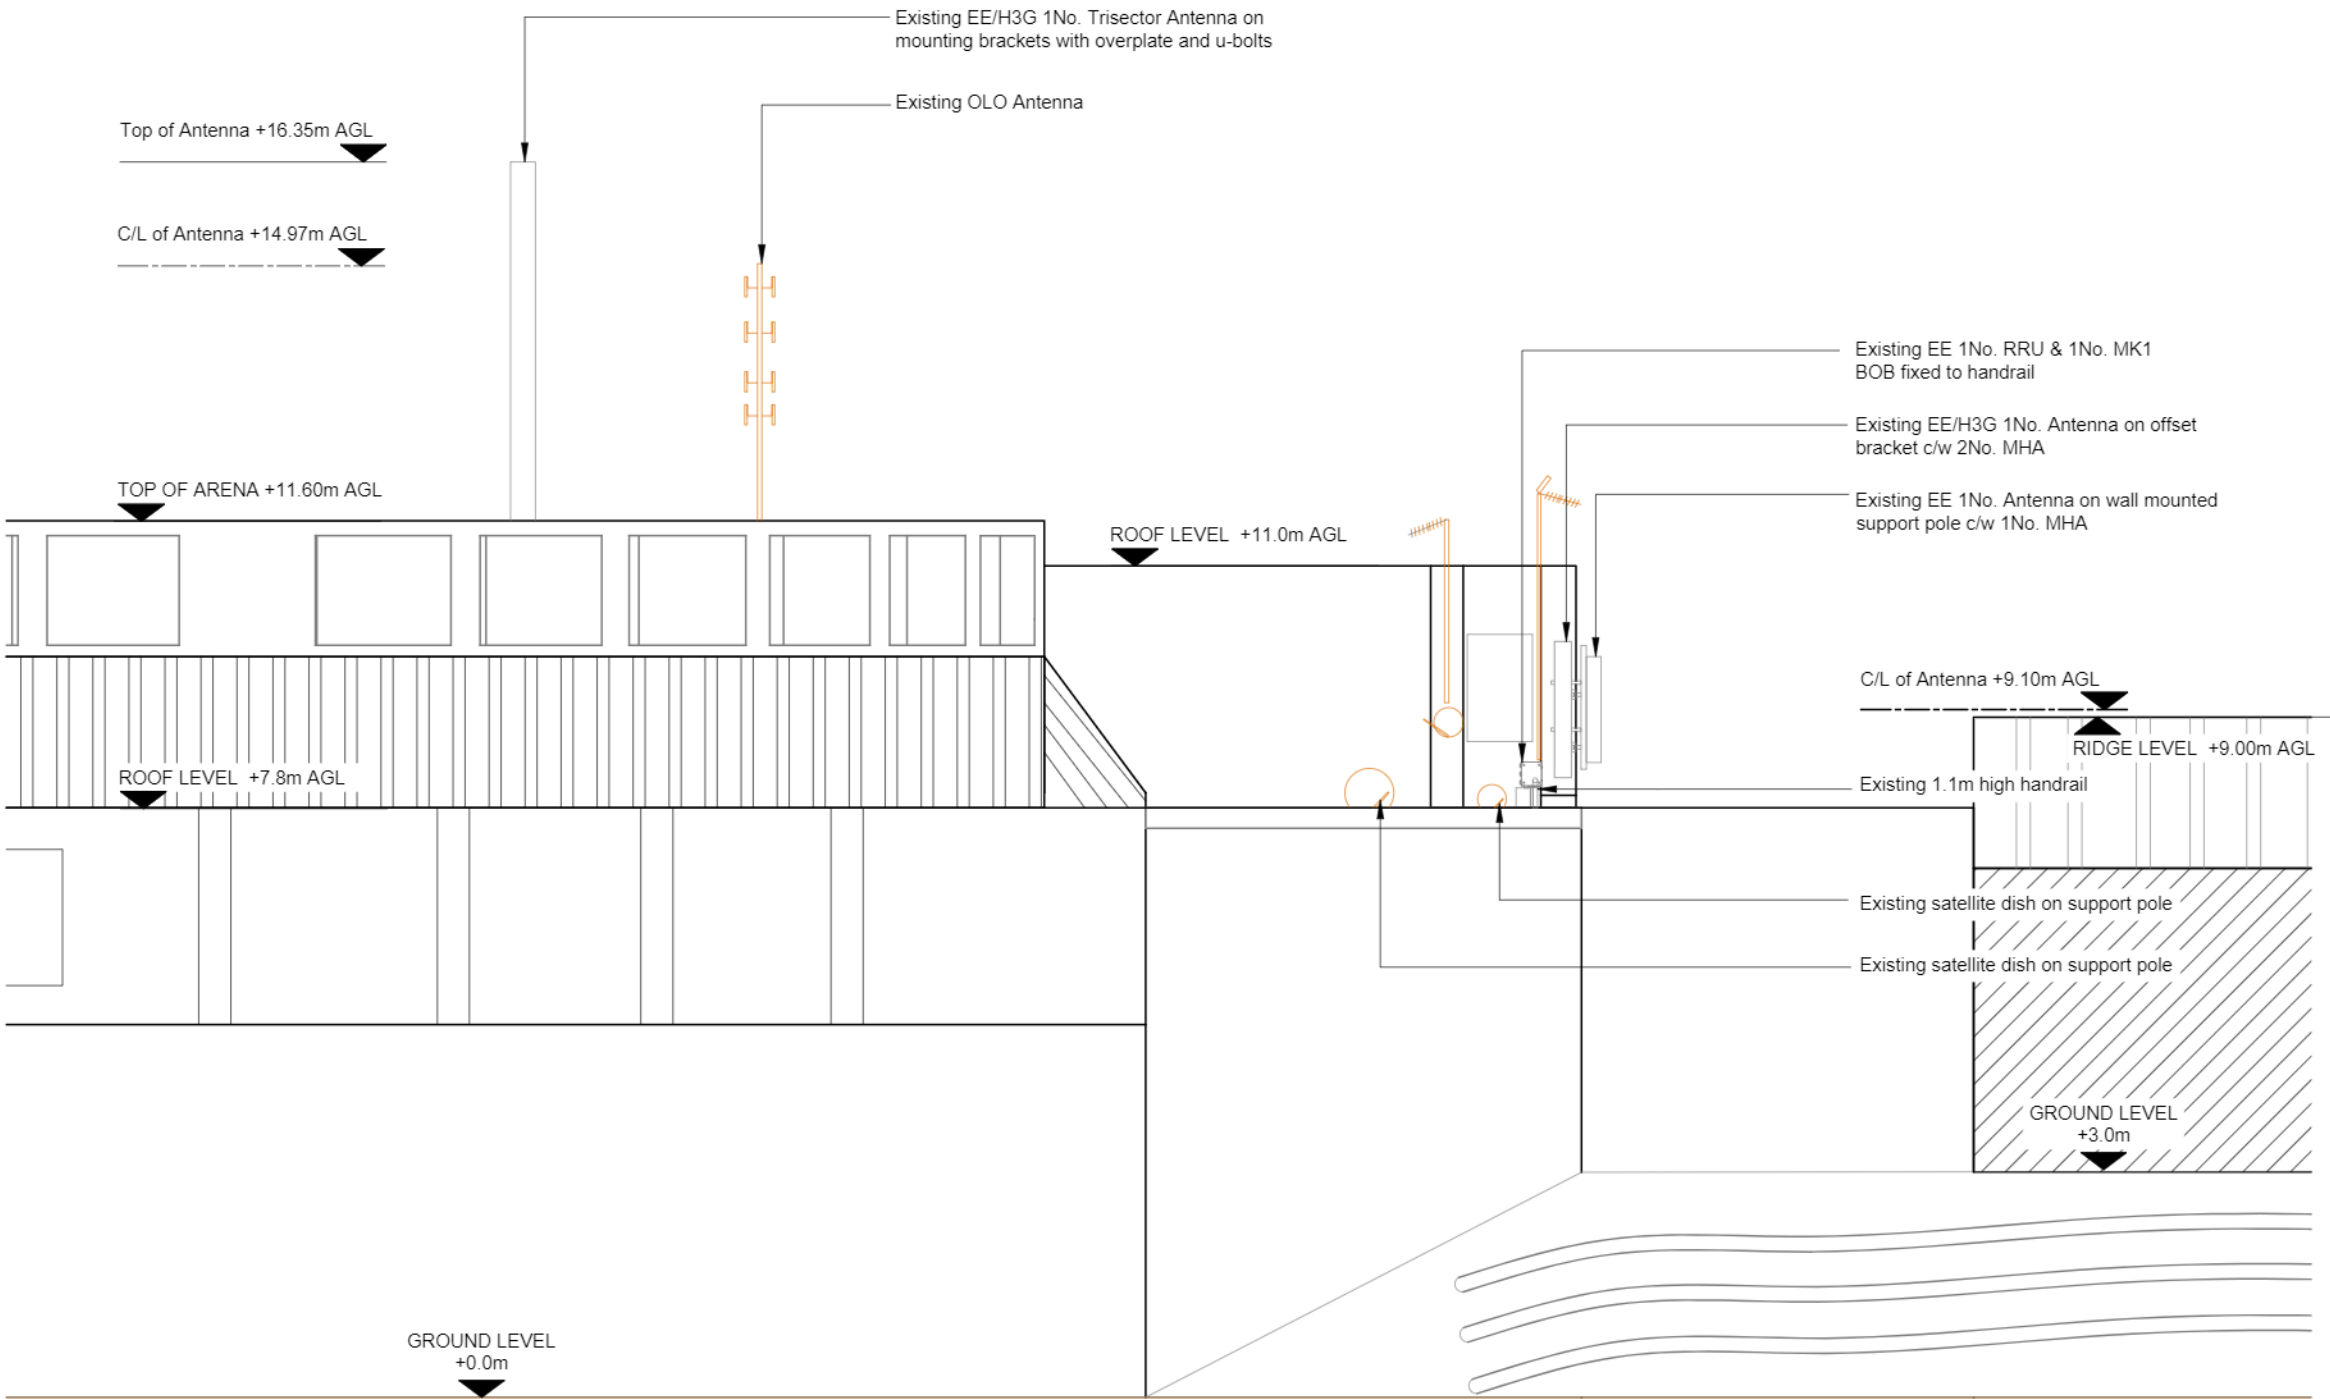 Existing EE/H3G 1No. Trisector Antenna on
mounting brackets with overplate and u-bolts
Existing OLO Antenna
Top of Antenna +16.35m AGL
C/L of Antenna +14.97m AGL
Existing EE 1No. RRU & 1No. MK1
BOB fixed to handrail
Existing EE/H3G 1No. Antenna on offset
bracket c/w 2No. MHA
TOP OF ARENA +11.60m AGL
Existing EE 1No. Antenna on wall mounted
support pole c/w 1No. MHA
ROOF LEVEL +11.0m AGL
C/L of Antenna +9.10m AGL
RIDGE LEVEL +9.00m AGL
ROOF LEVEL +7.8m AGL
Existing 1.1m high handrail
Existing satellite dish on support pole
Existing satellite dish on support pole
GROUND LEVEL
+3.0m
GROUND LEVEL
+0.0m